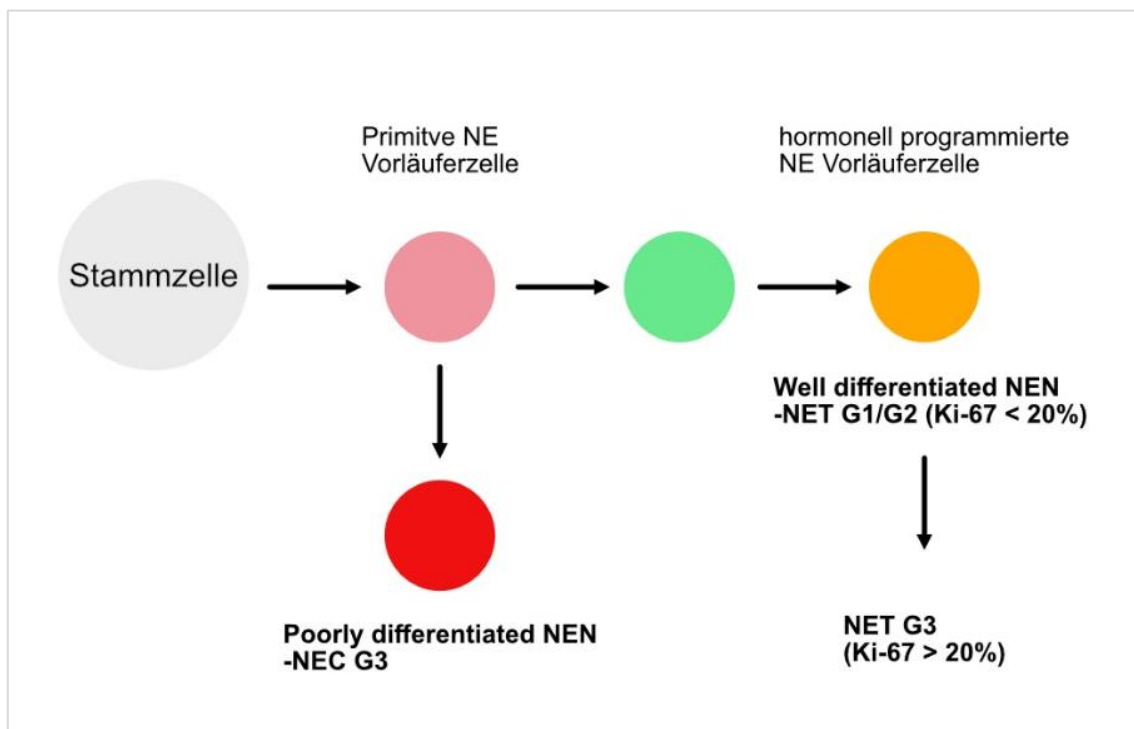 Primitve NE
Vorläuferzelle
hormonell programmierte
NE Vorläuferzelle
Stammzelle
Well differentiated NEN
-NET G1/G2 (Ki-67 < 20%)
Poorly differentiated NEN
-NEC G3
NET G3
(Ki-67 > 20%)